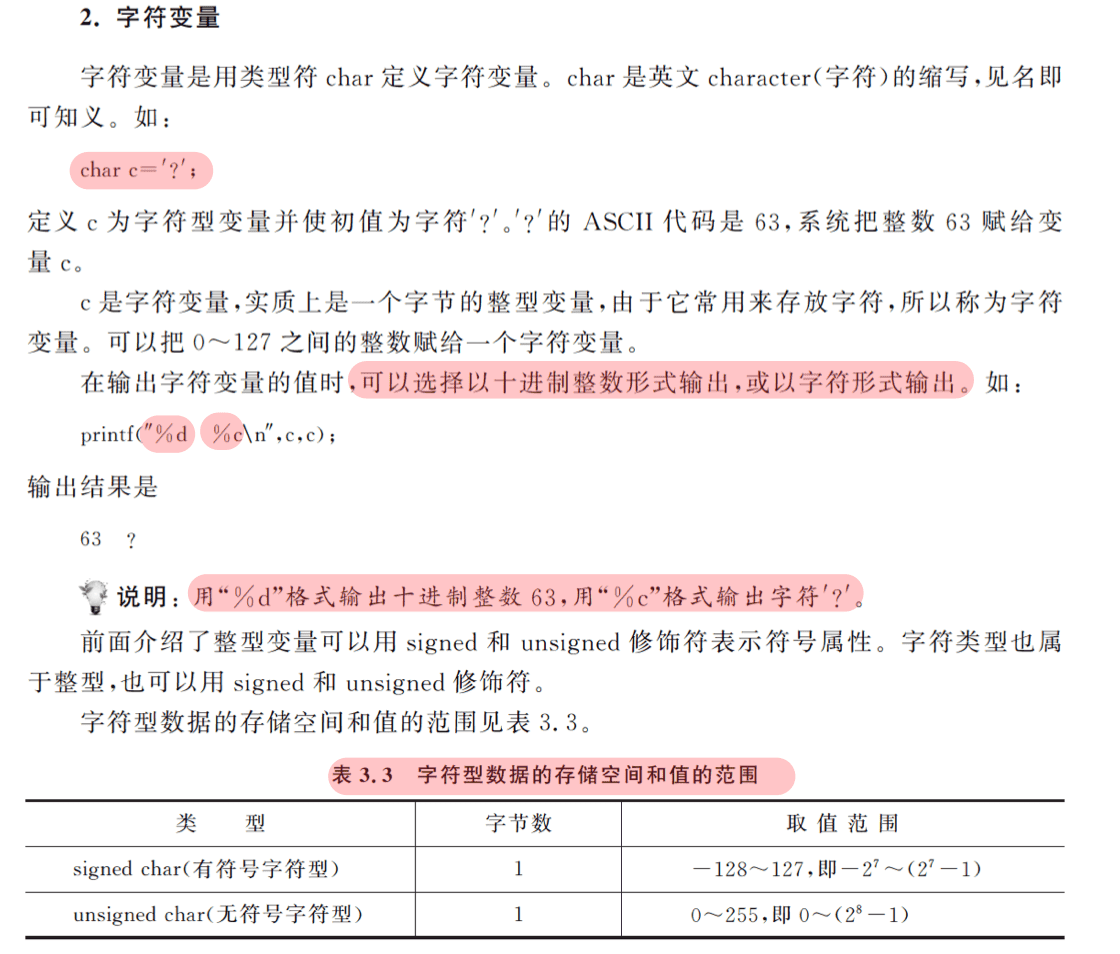 2. 字符变量
字符变量是用类型符 char 定义字符变量。char 是英文 character(字符)的缩写,见名即
可知义。如:
char c='?';
定义 c 为字符型变量并使初值为字符'?'。'?'的 ASCII 代码是 63,系统把整数 63 赋给变
量 c。
c 是字符变量,实质上是一个字节的整型变量,由于它常用来存放字符,所以称为字符
变量。可以把 0～127 之间的整数赋给一个字符变量。
在输出字符变量的值时,可以选择以十进制整数形式输出,或以字符形式输出。如:
printf("%d %c\n",c,c);
输出结果是
63 ?
说明:用“%d”格式输出十进制整数 63,用“%c”格式输出字符'?'。
前面介绍了整型变量可以用 signed 和 unsigned 修饰符表示符号属性。字符类型也属
于整型,也可以用 signed 和 unsigned 修饰符。
字符型数据的存储空间和值的范围见表 3.3。
表 3.3 字符型数据的存储空间和值的范围
类 型 字节数 取值范围
signed char(有符号字符型) 1 －128～127,即－2⁷～(2⁷－1)
unsigned char(无符号字符型) 1 0～255,即 0～(2⁸－1)